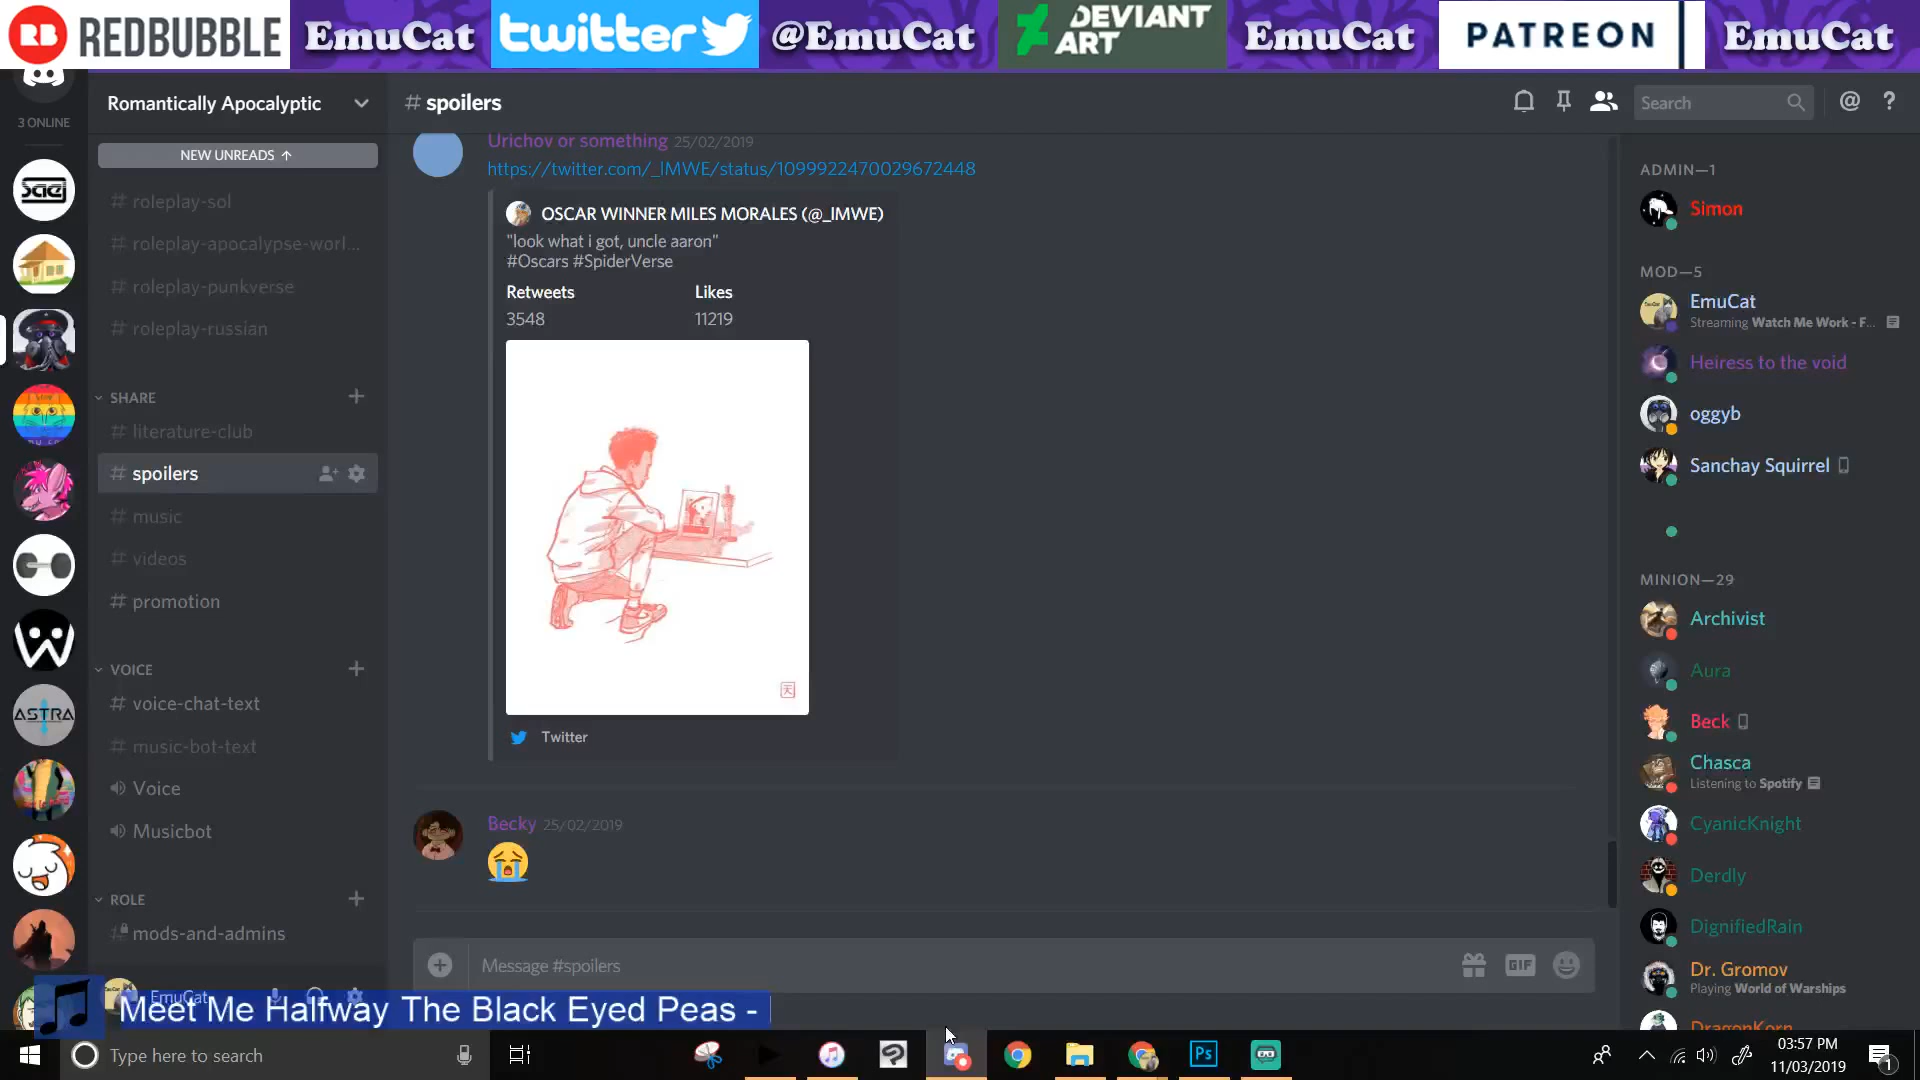 REDBUBBLE EmuCat twitter @EmuCat DEVIANT ART EmuCat PATREON EmuCat
3 ONLINE
Romantically Apocalyptic
NEW UNREADS ↑
# roleplay-sol
# roleplay-apocalypse-worl...
# roleplay-punkverse
# roleplay-russian
SHARE
# literature-club
# spoilers
# music
# videos
# promotion
VOICE
# voice-chat-text
# music-bot-text
Voice
Musicbot
ROLE
mods-and-admins
EmuCat
ASTRA
# spoilers
Search
Urichov or something 25/02/2019
https://twitter.com/_IMWE/status/1099922470029672448
OSCAR WINNER MILES MORALES (@_IMWE)
"look what i got, uncle aaron"
#Oscars #SpiderVerse
Retweets Likes
3548 11219
天
Twitter
Becky 25/02/2019
Message #spoilers
GIF
ADMIN—1
Simon
MOD—5
EmuCat
Streaming Watch Me Work - F...
Heiress to the void
oggyb
Sanchay Squirrel
MINION—29
Archivist
Aura
Beck
Chasca
Listening to Spotify
CyanicKnight
Derdly
DignifiedRain
Dr. Gromov
Playing World of Warships
DragonKorn
Meet Me Halfway The Black Eyed Peas -
Type here to search
Ps
03:57 PM
11/03/2019
1